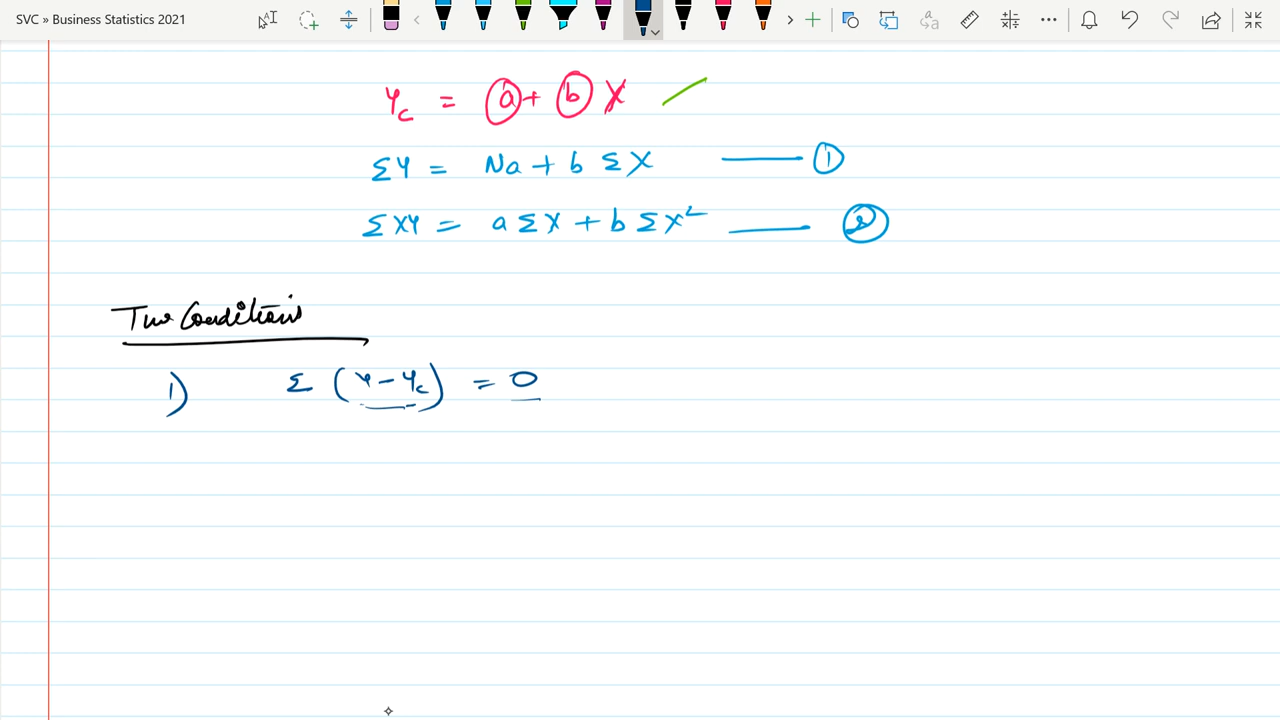 SVC » Business Statistics 2021
Yc = a + b X
ΣY = Na + b ΣX 1
ΣXY = a ΣX + b ΣX² 2
Two Conditions
1) Σ (Y - Yc) = 0